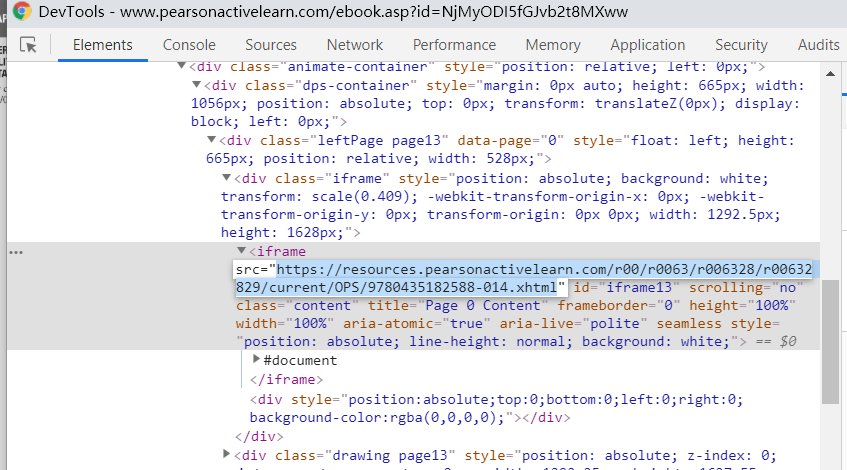 DevTools - www.pearsonactivelearn.com/ebook.asp?id=NjMyODI5fGJvb2t8MXww
Elements Console Sources Network Performance Memory Application Security Audits
▼<div class="animate-container" style="position: relative; left: 0px;">
▼<div class="dps-container" style="margin: 0px auto; height: 665px; width:
1056px; position: absolute; top: 0px; transform: translateZ(0px); display:
block; left: 0px;">
▼<div class="leftPage page13" data-page="0" style="float: left; height:
665px; position: relative; width: 528px;">
▼<div class="iframe" style="position: absolute; background: white;
transform: scale(0.409); -webkit-transform-origin-x: 0px; -webkit-
transform-origin-y: 0px; transform-origin: 0px 0px; width: 1292.5px;
height: 1628px;">
▼<iframe
src="https://resources.pearsonactivelearn.com/r00/r0063/r006328/r00632
829/current/OPS/9780435182588-014.xhtml" id="iframe13" scrolling="no"
class="content" title="Page 0 Content" frameborder="0" height="100%"
width="100%" aria-atomic="true" aria-live="polite" seamless style=
"position: absolute; line-height: normal; background: white;"> == $0
▶#document
</iframe>
<div style="position:absolute;top:0;bottom:0;left:0;right:0;
background-color:rgba(0,0,0,0);"></div>
</div>
▶<div class="drawing page13" style="position: absolute; z-index: 0;